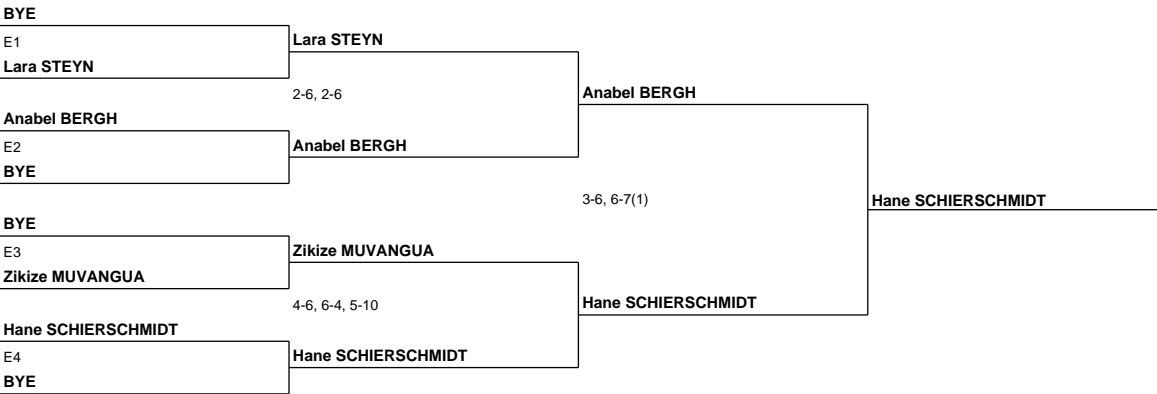 BYE
E1
Lara STEYN
Lara STEYN
2-6, 2-6
Anabel BERGH
Anabel BERGH
E2
Anabel BERGH
BYE
3-6, 6-7(1)
Hane SCHIERSCHMIDT
BYE
E3
Zikize MUVANGUA
Zikize MUVANGUA
4-6, 6-4, 5-10
Hane SCHIERSCHMIDT
Hane SCHIERSCHMIDT
E4
Hane SCHIERSCHMIDT
BYE